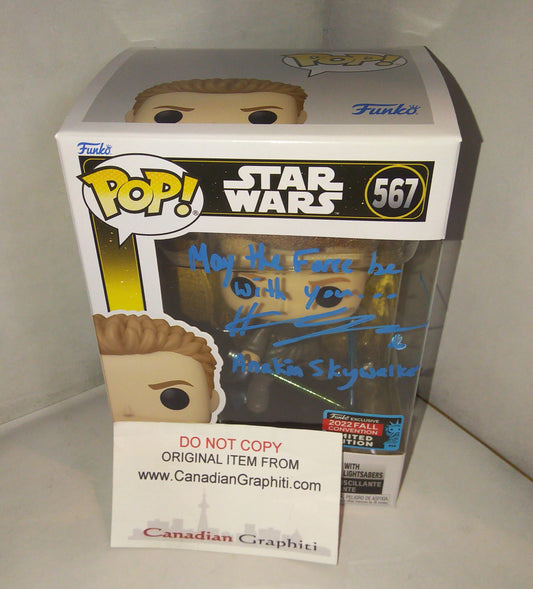 POP!
Funko
Funko
POP!
STAR
WARS
567
May the Force be
With you...
Anakin Skywalker
Funko EXCLUSIVE
2022 FALL
CONVENTION
LIMITED
EDITION
WITH
LIGHTSABERS
DO NOT COPY
ORIGINAL ITEM FROM
www.CanadianGraphiti.com
Canadian Graphiti